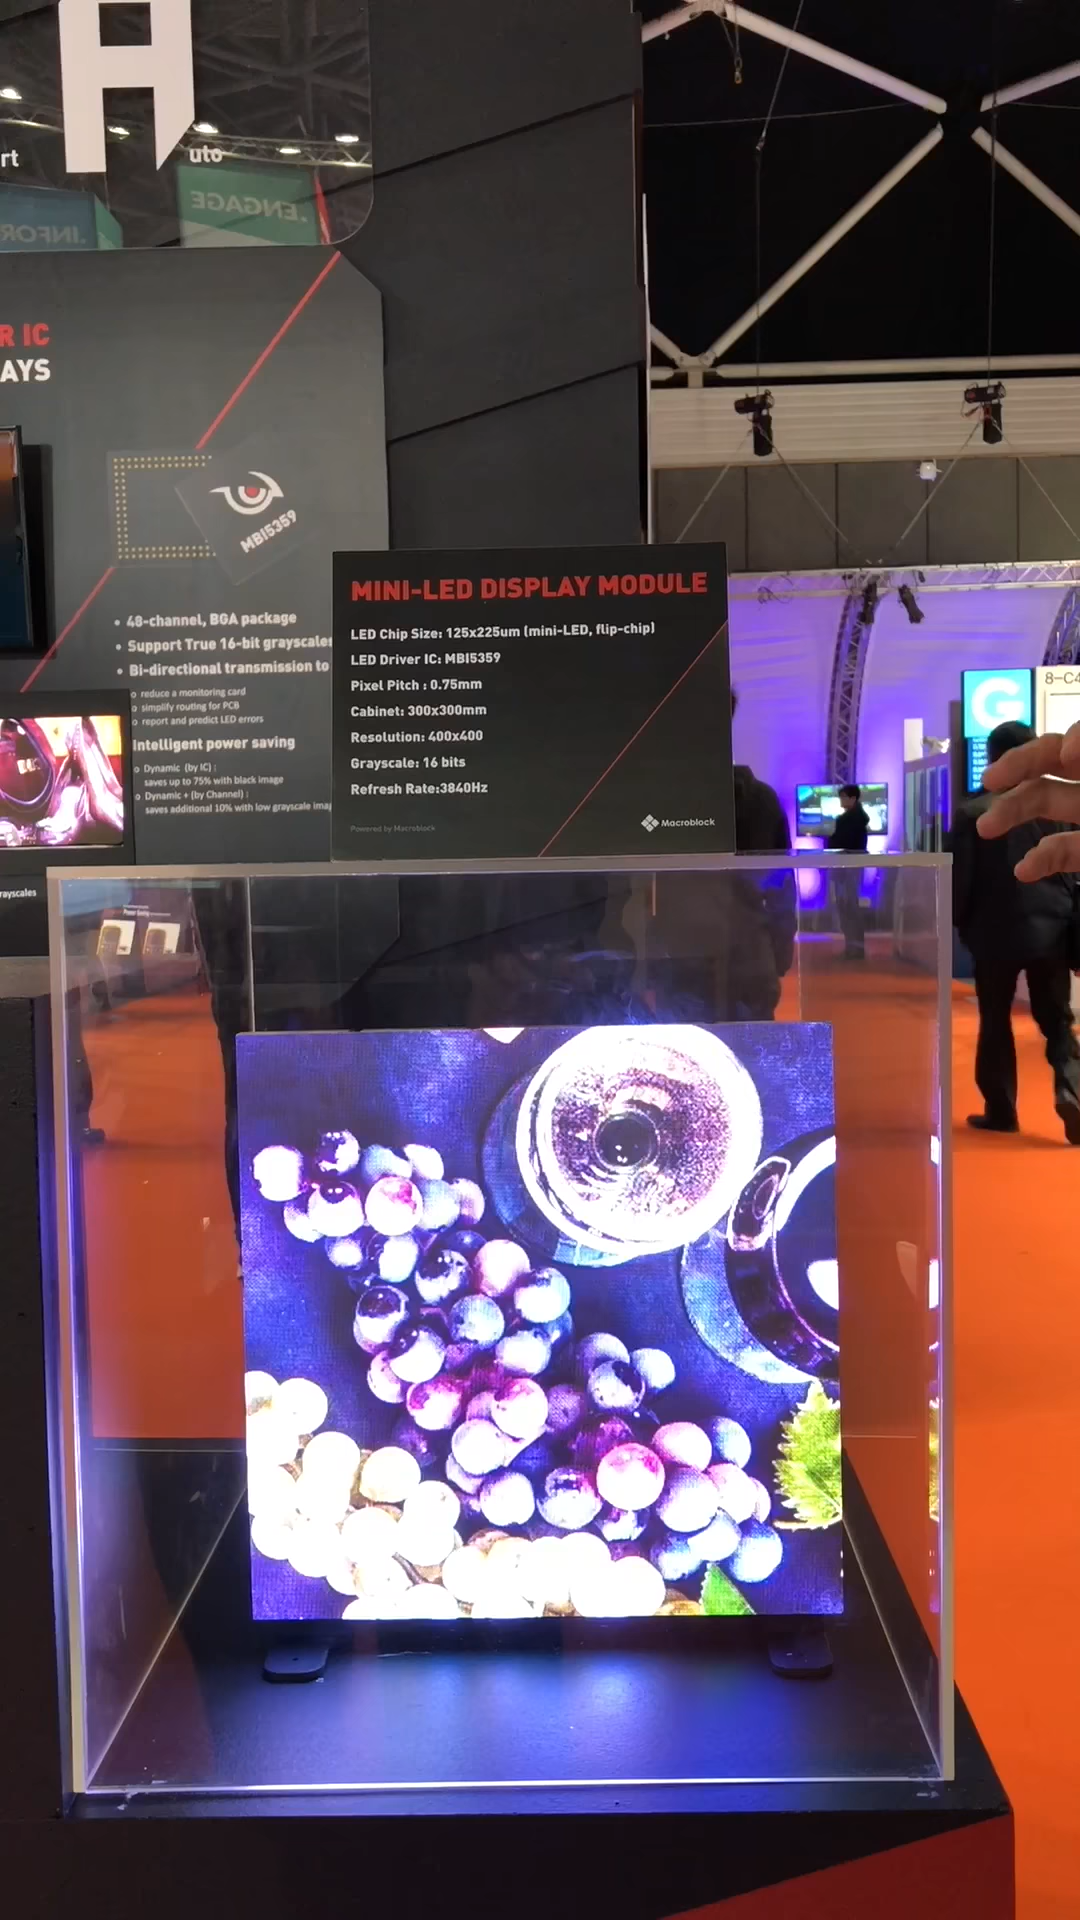 rt
uto
.ENGAGE
.INFOR
R IC
AYS
MBI5359
• 48-channel, BGA package
• Support True 16-bit grayscales
• Bi-directional transmission to
o reduce a monitoring card
o simplify routing for PCB
o report and predict LED errors
Intelligent power saving
o Dynamic (by IC) :
saves up to 75% with black image
o Dynamic + (by Channel) :
saves additional 10% with low grayscale ima
rayscales
MINI-LED DISPLAY MODULE
LED Chip Size: 125x225um (mini-LED, flip-chip)
LED Driver IC: MBI5359
Pixel Pitch : 0.75mm
Cabinet: 300x300mm
Resolution: 400x400
Grayscale: 16 bits
Refresh Rate:3840Hz
Powered by Macroblock
Macroblock
G
8-C4